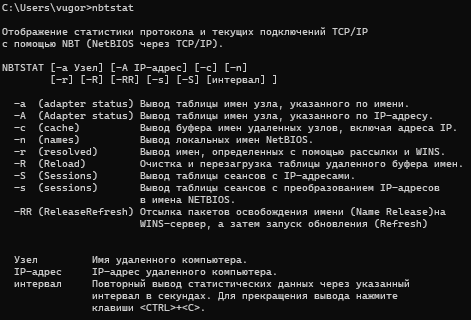 C:\Users\vugor>nbtstat
Отображение статистики протокола и текущих подключений TCP/IP
с помощью NBT (NetBIOS через TCP/IP).
NBTSTAT [-a Узел] [-A IP-адрес] [-c] [-n]
[-r] [-R] [-RR] [-s] [-S] [интервал] ]
-a (adapter status) Вывод таблицы имен узла, указанного по имени.
-A (Adapter status) Вывод таблицы имен узла, указанного по IP-адресу.
-c (cache) Вывод буфера имен удаленных узлов, включая адреса IP.
-n (names) Вывод локальных имен NetBIOS.
-r (resolved) Вывод имен, определенных с помощью рассылки и WINS.
-R (Reload) Очистка и перезагрузка таблицы удаленного буфера имен.
-S (Sessions) Вывод таблицы сеансов с IP-адресами.
-s (sessions) Вывод таблицы сеансов с преобразованием IP-адресов
в имена NETBIOS.
-RR (ReleaseRefresh) Отсылка пакетов освобождения имени (Name Release)на
WINS-сервер, а затем запуск обновления (Refresh)
Узел Имя удаленного компьютера.
IP-адрес IP-адрес удаленного компьютера.
интервал Повторный вывод статистических данных через указанный
интервал в секундах. Для прекращения вывода нажмите
клавиши <CTRL>+<C>.